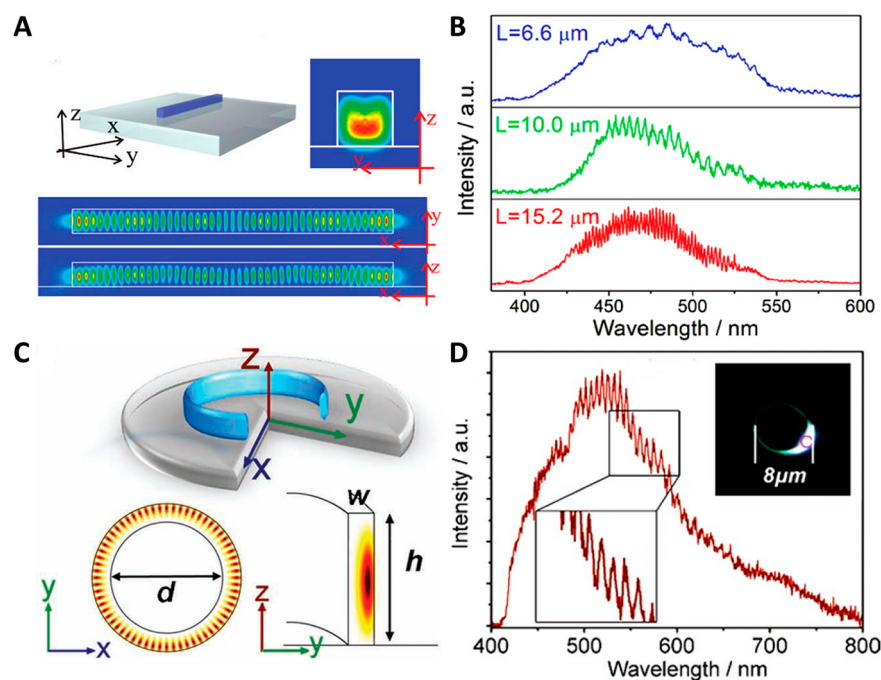 A
z
x
y
z
y
y
x
z
x
B
L=6.6 μm
L=10.0 μm
L=15.2 μm
Intensity / a.u.
400 450 500 550 600
Wavelength / nm
C
z
y
x
d
y
x
w
h
z
y
D
8μm
Intensity / a.u.
400 500 600 700 800
Wavelength / nm